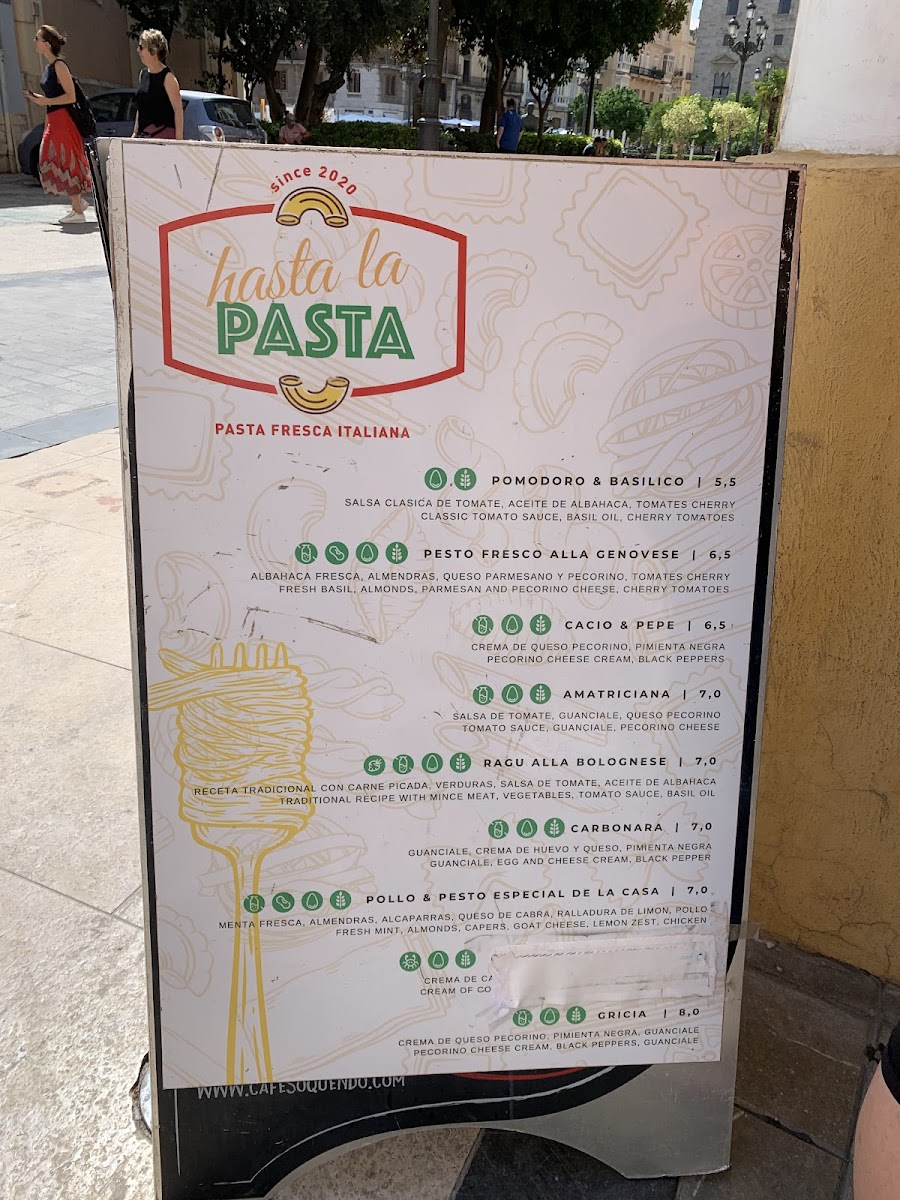 since 2020
hasta la
PASTA
PASTA FRESCA ITALIANA
POMODORO & BASILICO | 5,5
SALSA CLASICA DE TOMATE, ACEITE DE ALBAHACA, TOMATES CHERRY
CLASSIC TOMATO SAUCE, BASIL OIL, CHERRY TOMATOES
PESTO FRESCO ALLA GENOVESE | 6,5
ALBAHACA FRESCA, ALMENDRAS, QUESO PARMESANO Y PECORINO, TOMATES CHERRY
FRESH BASIL, ALMONDS, PARMESAN AND PECORINO CHEESE, CHERRY TOMATOES
CACIO & PEPE | 6,5
CREMA DE QUESO PECORINO, PIMIENTA NEGRA
PECORINO CHEESE CREAM, BLACK PEPPERS
AMATRICIANA | 7,0
SALSA DE TOMATE, GUANCIALE, QUESO PECORINO
TOMATO SAUCE, GUANCIALE, PECORINO CHEESE
RAGU ALLA BOLOGNESE | 7,0
RECETA TRADICIONAL CON CARNE PICADA, VERDURAS, SALSA DE TOMATE, ACEITE DE ALBAHACA
TRADITIONAL RECIPE WITH MINCE MEAT, VEGETABLES, TOMATO SAUCE, BASIL OIL
CARBONARA | 7,0
GUANCIALE, CREMA DE HUEVO Y QUESO, PIMIENTA NEGRA
GUANCIALE, EGG AND CHEESE CREAM, BLACK PEPPER
POLLO & PESTO ESPECIAL DE LA CASA | 7,0
MENTA FRESCA, ALMENDRAS, ALCAPARRAS, QUESO DE CABRA, RALLADURA DE LIMON, POLLO
FRESH MINT, ALMONDS, CAPERS, GOAT CHEESE, LEMON ZEST, CHICKEN
CREMA DE CA
CREAM OF CO
GRICIA | 8,0
CREMA DE QUESO PECORINO, PIMIENTA NEGRA, GUANCIALE
PECORINO CHEESE CREAM, BLACK PEPPERS, GUANCIALE
WWW.CAFESOQUENDO.COM